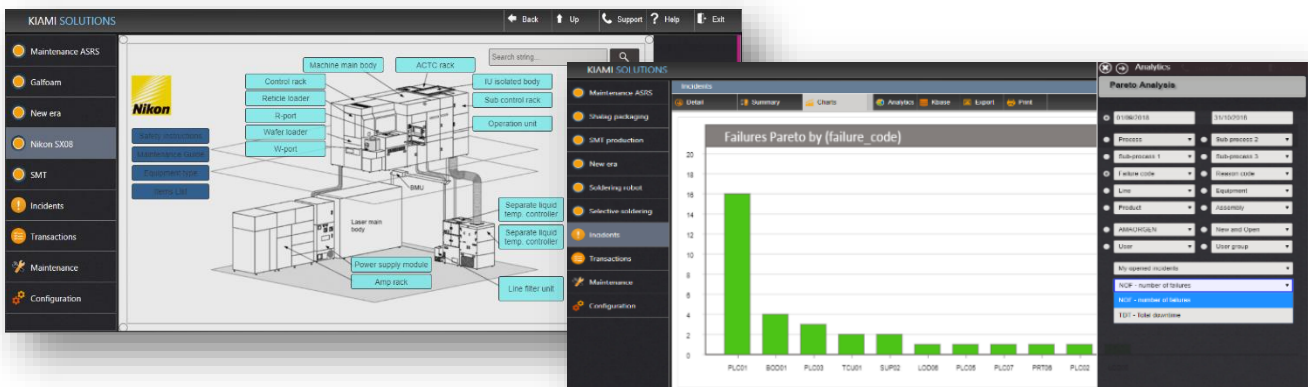 KIAMI SOLUTIONS
Back Up Support Help Exit
Maintenance ASRS
Galfoam
New era
Nikon SX08
SMT
Incidents
Transactions
Maintenance
Configuration
Search string...
Nikon
Safety instructions
Maintenance Guide
Equipment tree
Items List
Machine main body
ACTC rack
Control rack
Reticle loader
R-port
Wafer loader
W-port
IU isolated body
Sub control rack
Operation unit
BMU
Laser main
body
Separate liquid
temp. controller
Separate liquid
temp. controller
Power supply module
Amp rack
Line filter unit
KIAMI SOLUTIONS
Maintenance ASRS
Shalag packaging
SMT production
New era
Soldering robot
Selective soldering
Incidents
Transactions
Maintenance
Configuration
Incidents
Detail Summary Charts Analytics Kbase Export Print
Failures Pareto by (failure_code)
20
18
16
14
12
10
8
6
4
2
0
PLC01 BOD01 PLC03 TCU01 SUP02 LOD06 PLC05 PLC07 PRT08 PLC02
Analytics
Pareto Analysis
01/09/2018 31/10/2018
Process Sub-process 2
Sub-process 1 Sub-process 3
Failure code Reason code
Line Equipment
Product Assembly
AMAORGEN New and Open
User User group
My opened incidents
NOF - number of failures
NOF - number of failures
TDT - Total downtime